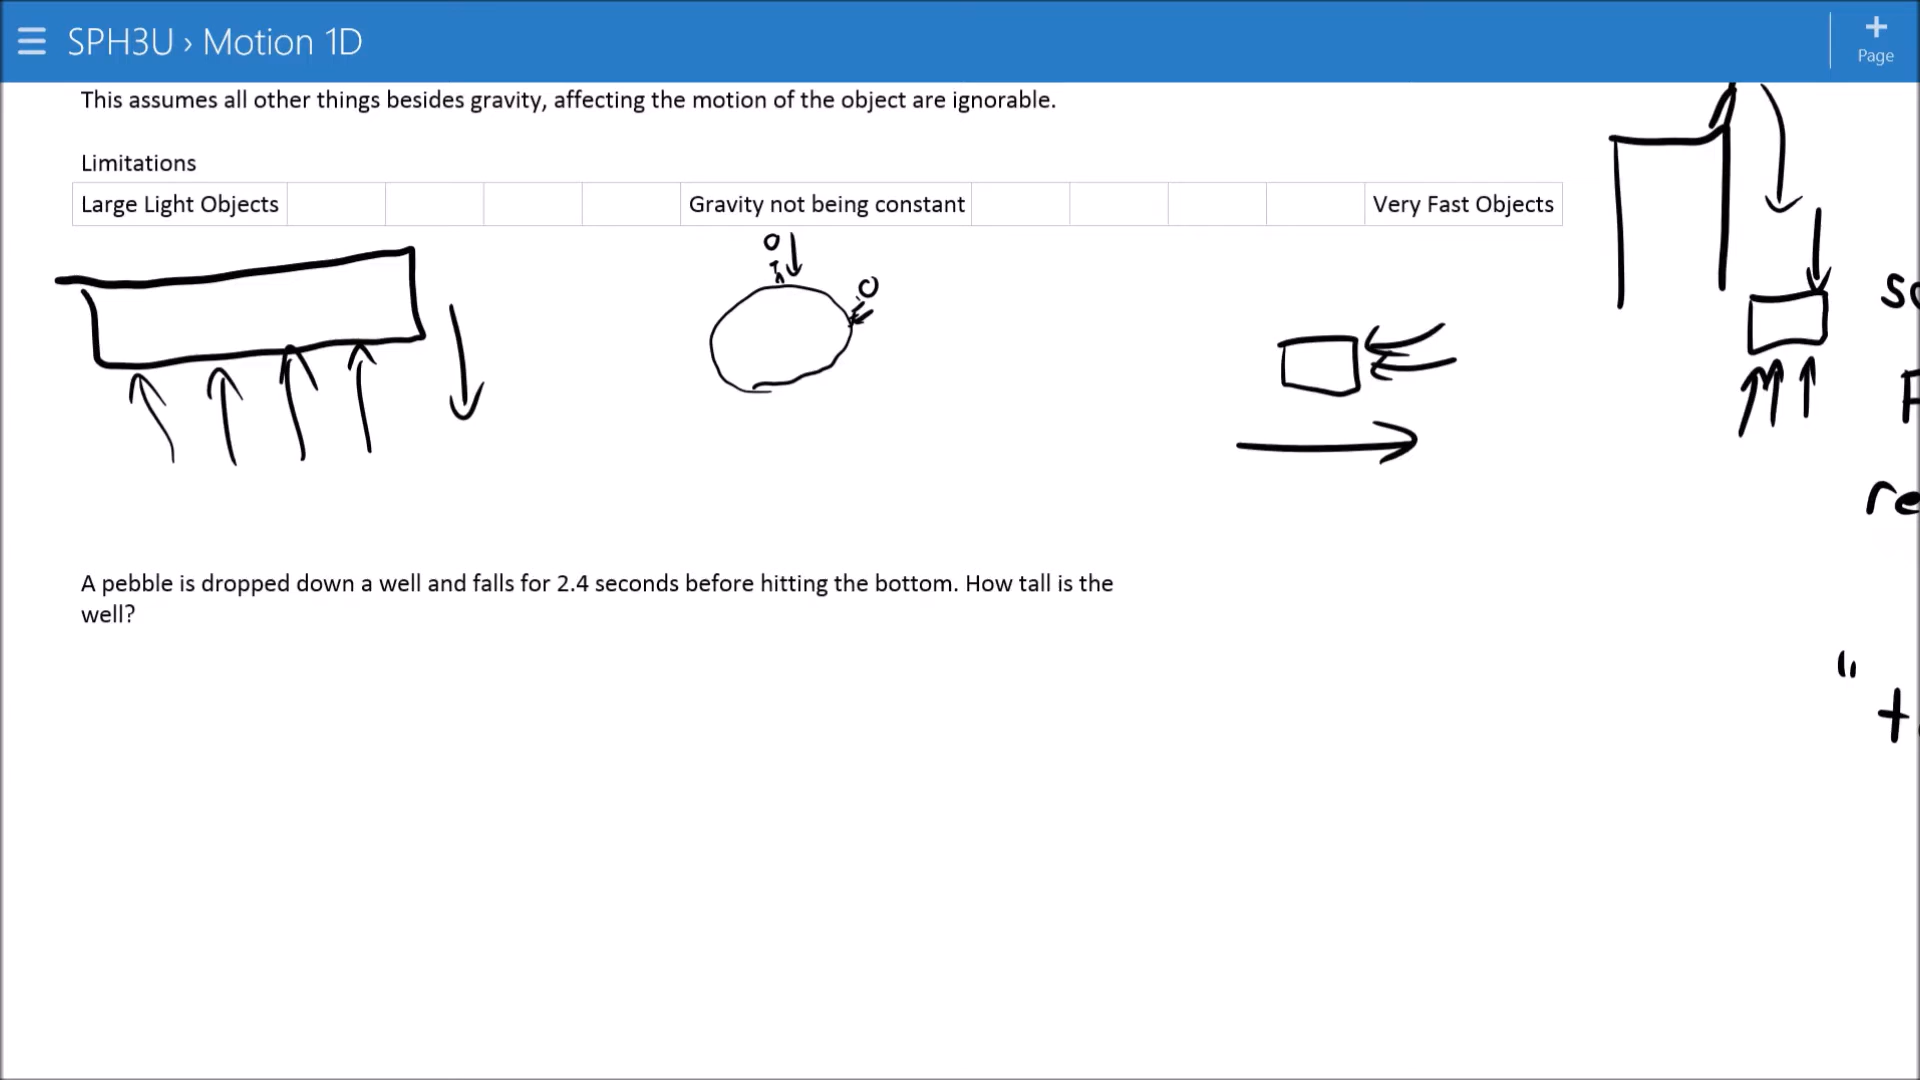 SPH3U › Motion 1D
+
Page
This assumes all other things besides gravity, affecting the motion of the object are ignorable.
Limitations
Large Light Objects Gravity not being constant Very Fast Objects
re
A pebble is dropped down a well and falls for 2.4 seconds before hitting the bottom. How tall is the
well?